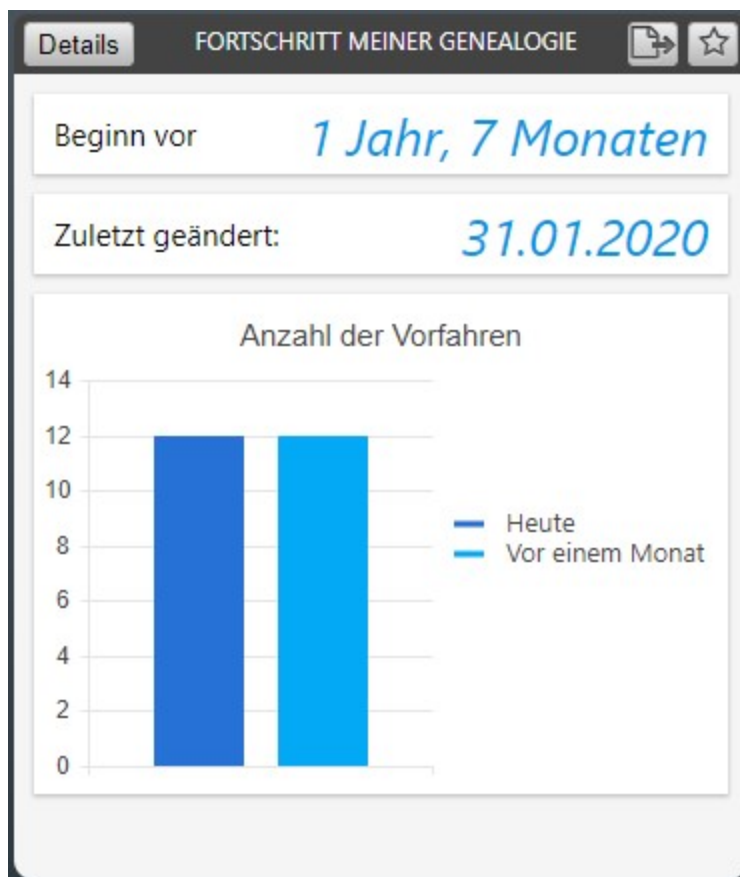 Details FORTSCHRITT MEINER GENEALOGIE
Beginn vor 1 Jahr, 7 Monaten
Zuletzt geändert: 31.01.2020
Anzahl der Vorfahren
14
12
10
8
6
4
2
0
Heute
Vor einem Monat